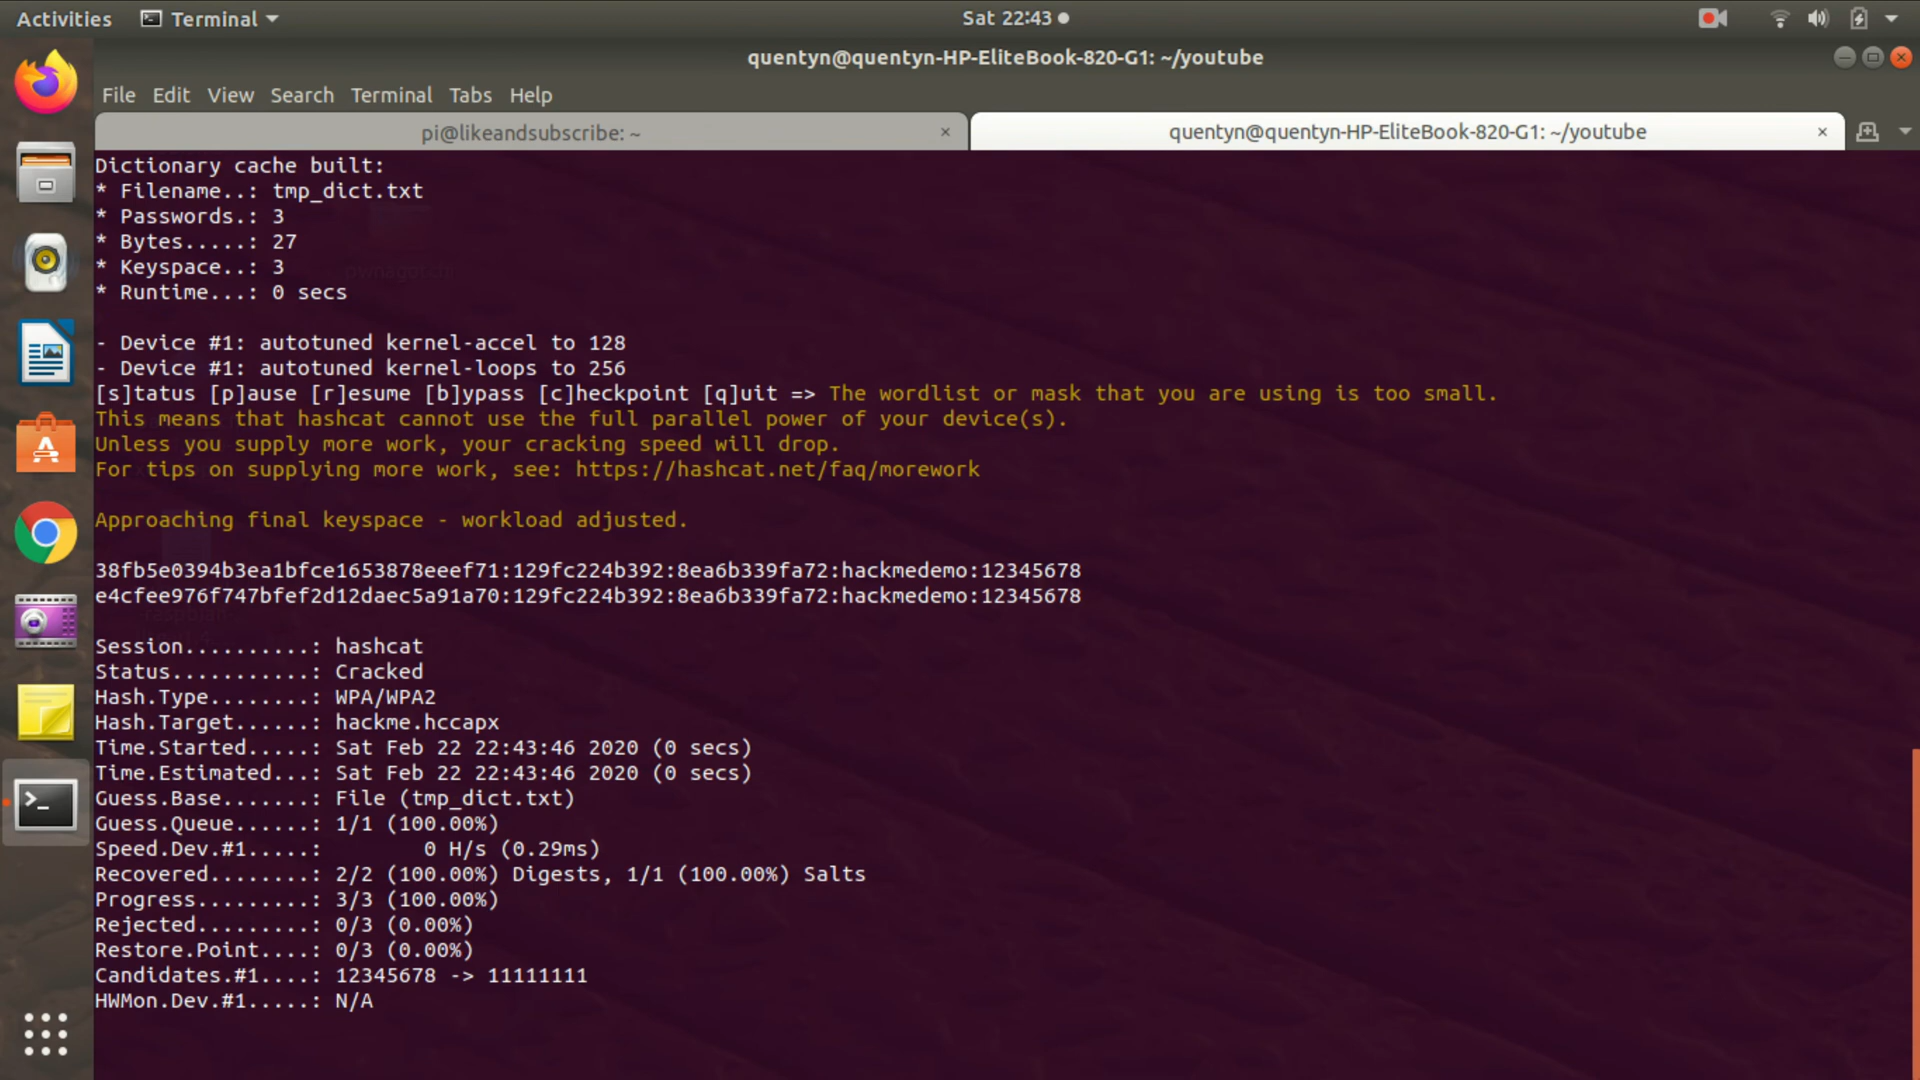 Activities Terminal Sat 22:43
quentyn@quentyn-HP-EliteBook-820-G1: ~/youtube
File Edit View Search Terminal Tabs Help
pi@likeandsubscribe: ~ × quentyn@quentyn-HP-EliteBook-820-G1: ~/youtube ×
Dictionary cache built:
* Filename..: tmp_dict.txt
* Passwords.: 3
* Bytes.....: 27
* Keyspace..: 3
* Runtime...: 0 secs
- Device #1: autotuned kernel-accel to 128
- Device #1: autotuned kernel-loops to 256
[s]tatus [p]ause [r]esume [b]ypass [c]heckpoint [q]uit => The wordlist or mask that you are using is too small.
This means that hashcat cannot use the full parallel power of your device(s).
Unless you supply more work, your cracking speed will drop.
For tips on supplying more work, see: https://hashcat.net/faq/morework
Approaching final keyspace - workload adjusted.
38fb5e0394b3ea1bfce1653878eeef71:129fc224b392:8ea6b339fa72:hackmedemo:12345678
e4cfee976f747bfef2d12daec5a91a70:129fc224b392:8ea6b339fa72:hackmedemo:12345678
Session..........: hashcat
Status...........: Cracked
Hash.Type........: WPA/WPA2
Hash.Target......: hackme.hccapx
Time.Started.....: Sat Feb 22 22:43:46 2020 (0 secs)
Time.Estimated...: Sat Feb 22 22:43:46 2020 (0 secs)
Guess.Base.......: File (tmp_dict.txt)
Guess.Queue......: 1/1 (100.00%)
Speed.Dev.#1.....:        0 H/s (0.29ms)
Recovered........: 2/2 (100.00%) Digests, 1/1 (100.00%) Salts
Progress.........: 3/3 (100.00%)
Rejected.........: 0/3 (0.00%)
Restore.Point....: 0/3 (0.00%)
Candidates.#1....: 12345678 -> 11111111
HWMon.Dev.#1.....: N/A